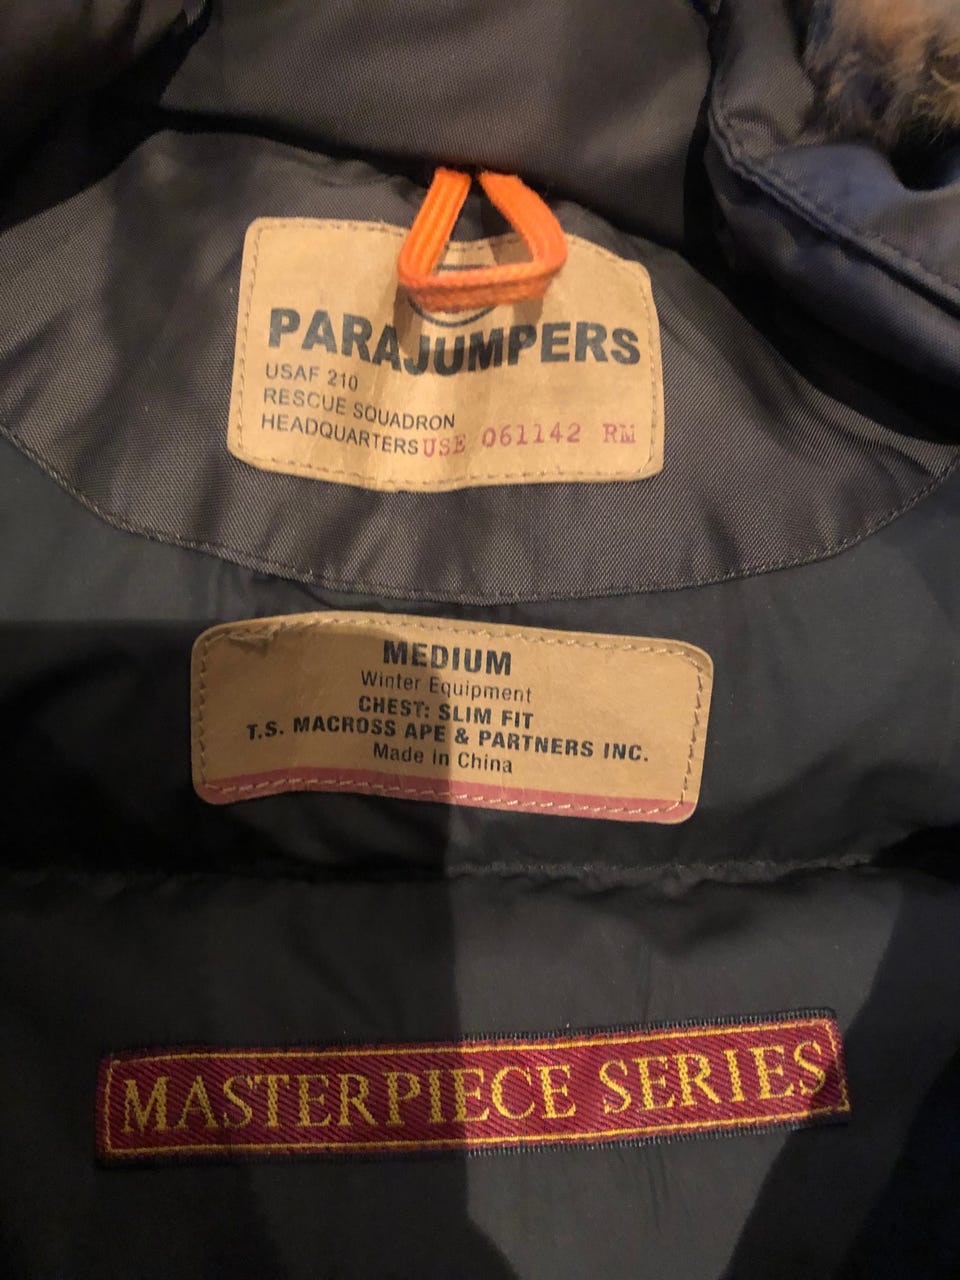 PARAJUMPERS
USAF 210
RESCUE SQUADRON
HEADQUARTERS USE 061142 RM
MEDIUM
Winter Equipment
CHEST: SLIM FIT
T.S. MACROSS APE & PARTNERS INC.
Made in China
MASTERPIECE SERIES